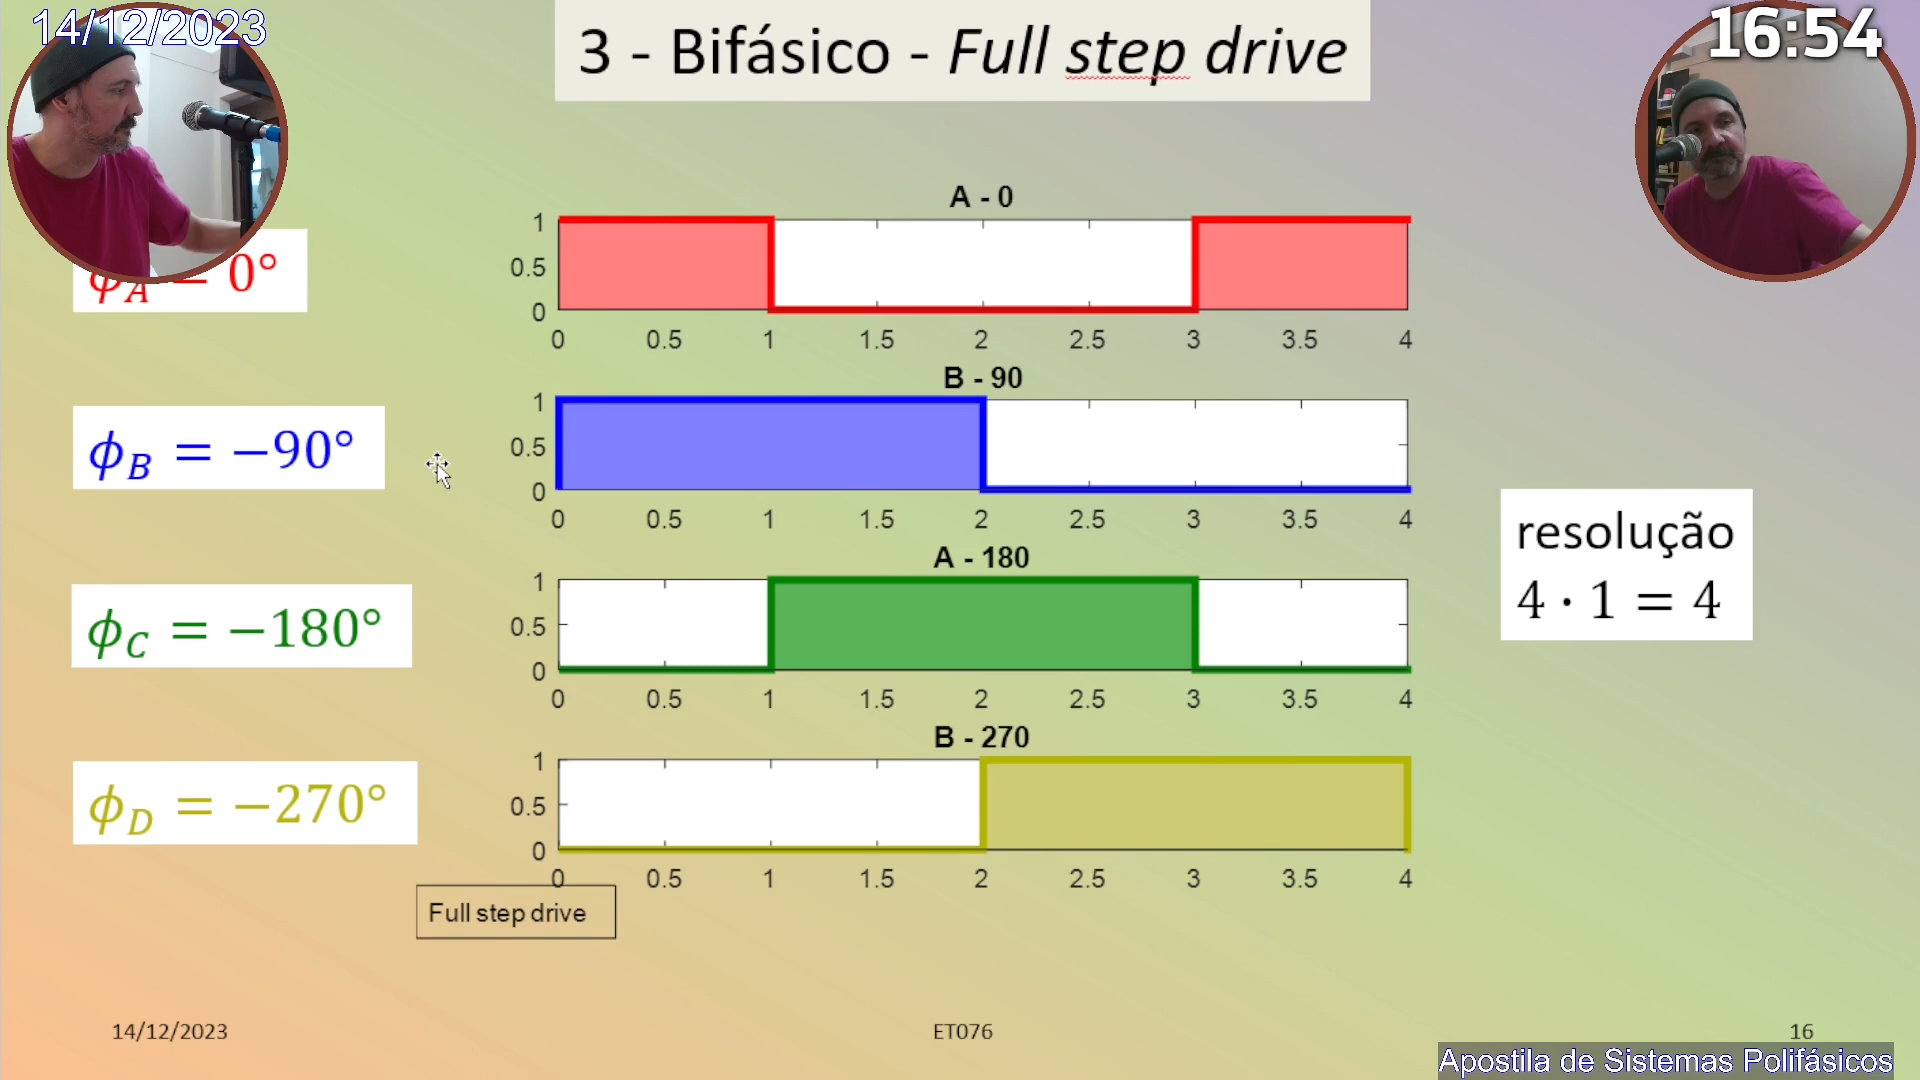 14/12/2023
16:54
3 - Bifásico - Full step drive
ϕA = 0°
A - 0
1
0.5
0
0 0.5 1 1.5 2 2.5 3 3.5 4
ϕB = −90°
B - 90
1
0.5
0
0 0.5 1 1.5 2 2.5 3 3.5 4
ϕC = −180°
A - 180
1
0.5
0
0 0.5 1 1.5 2 2.5 3 3.5 4
resolução
4 · 1 = 4
ϕD = −270°
B - 270
1
0.5
0
0 0.5 1 1.5 2 2.5 3 3.5 4
Full step drive
14/12/2023
ET076
16
Apostila de Sistemas Polifásicos